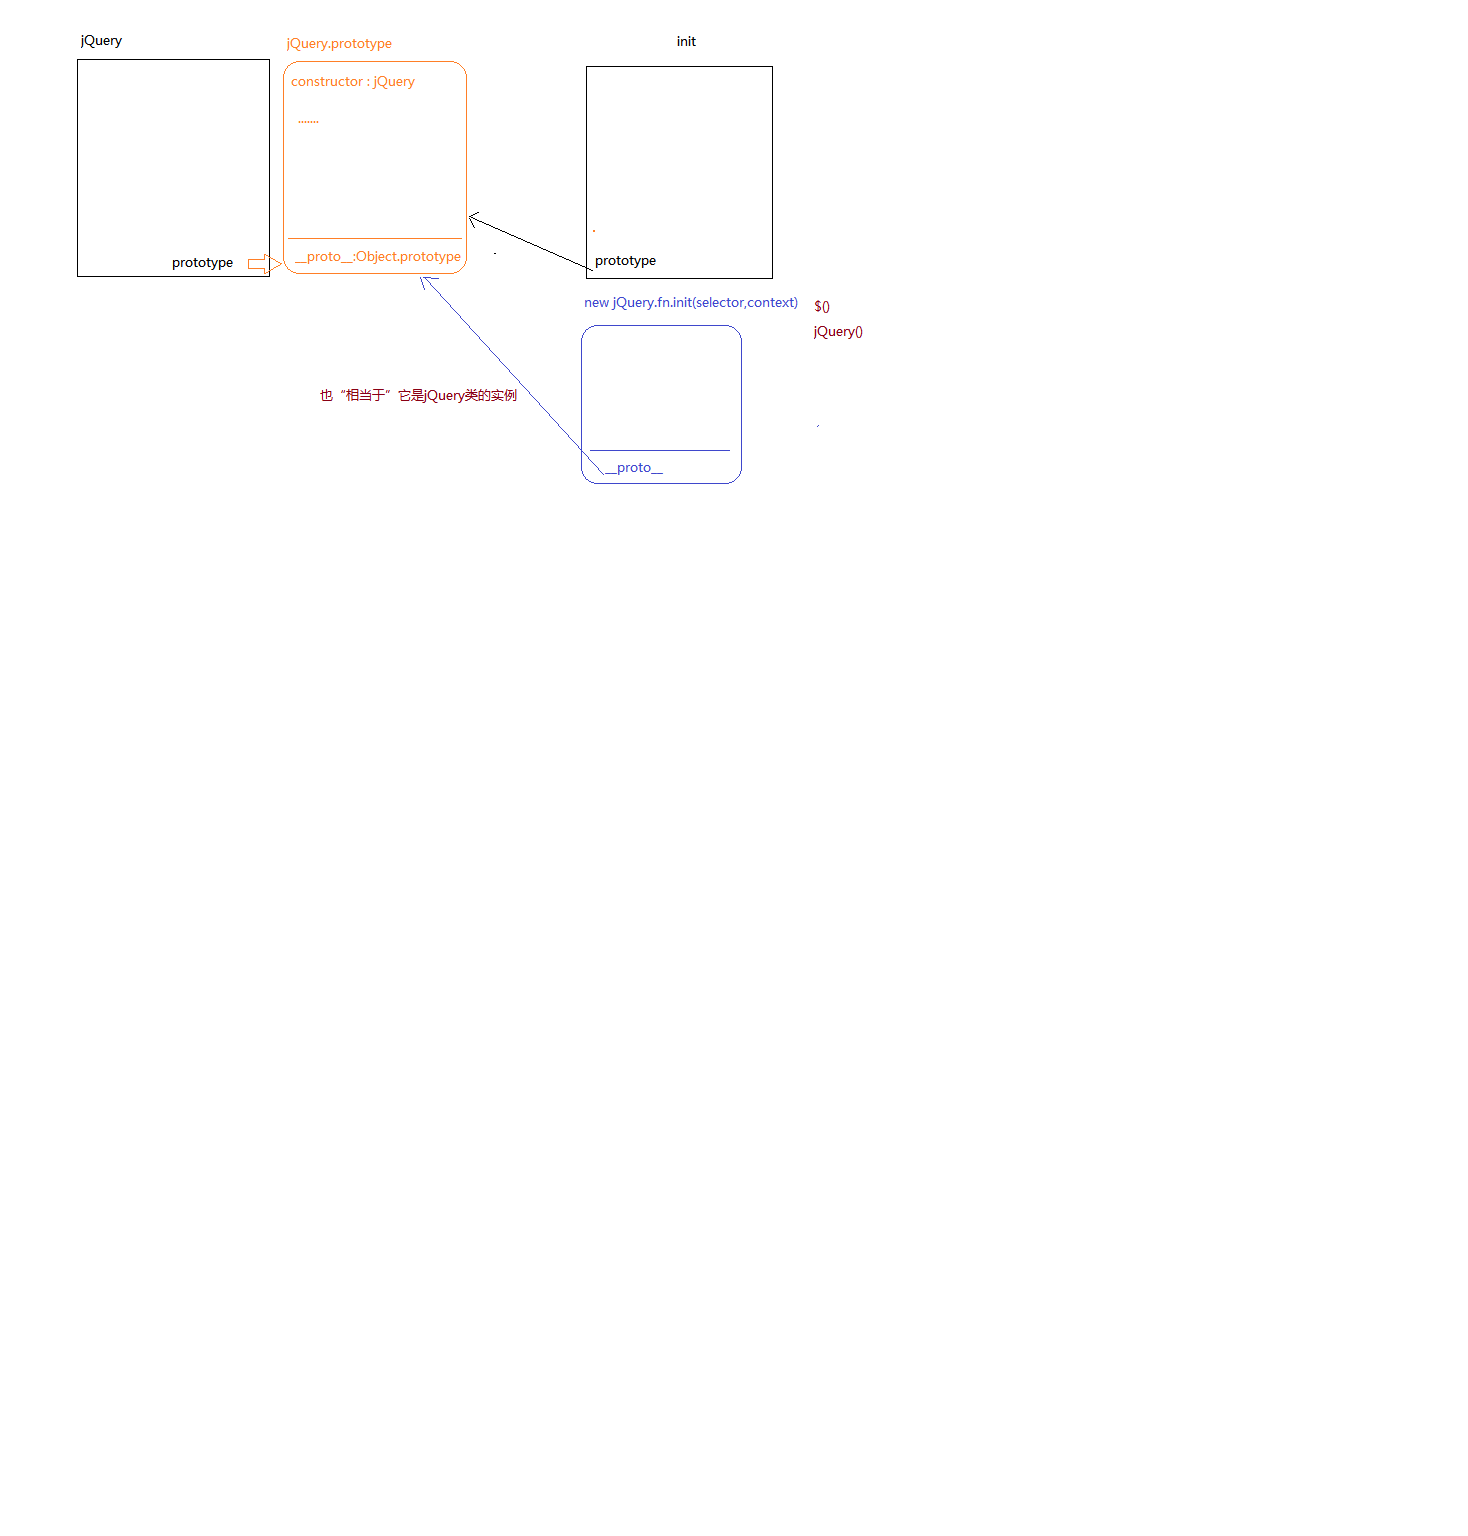 jQuery
jQuery.prototype
init
constructor : jQuery
.......
prototype
__proto__:Object.prototype
prototype
new jQuery.fn.init(selector,context)
$()
jQuery()
也“相当于”它是jQuery类的实例
__proto__